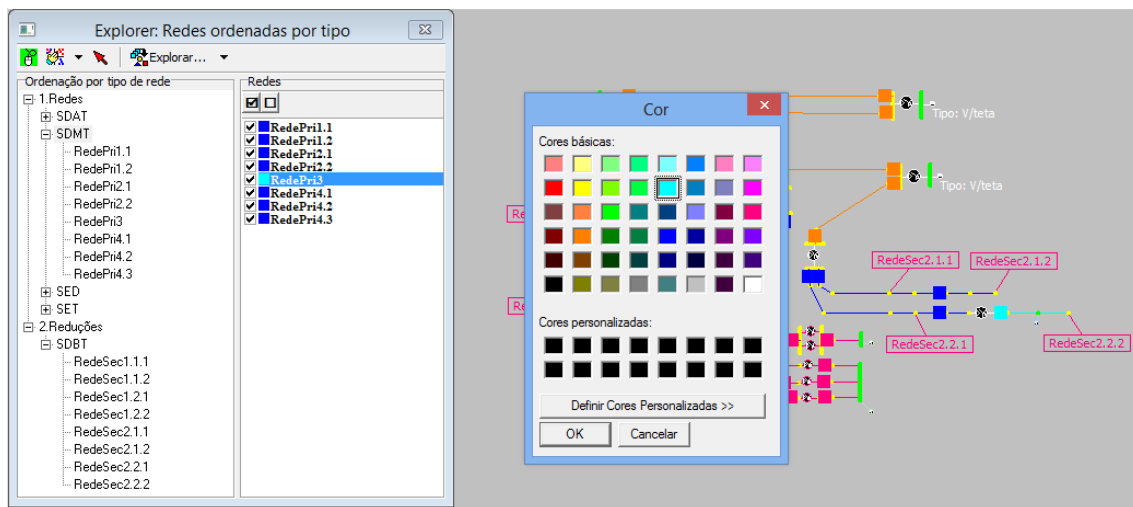 Explorer: Redes ordenadas por tipo
Explorar...
Ordenação por tipo de rede
1.Redes
SDAT
SDMT
RedePri1.1
RedePri1.2
RedePri2.1
RedePri2.2
RedePri3
RedePri4.1
RedePri4.2
RedePri4.3
SED
SET
2.Reduções
SDBT
RedeSec1.1.1
RedeSec1.1.2
RedeSec1.2.1
RedeSec1.2.2
RedeSec2.1.1
RedeSec2.1.2
RedeSec2.2.1
RedeSec2.2.2
Redes
RedePri1.1
RedePri1.2
RedePri2.1
RedePri2.2
RedePri3
RedePri4.1
RedePri4.2
RedePri4.3
Cor
Cores básicas:
Cores personalizadas:
Definir Cores Personalizadas >>
OK Cancelar
Tipo: V/teta
Tipo: V/teta
Re
RedeSec2.1.1 RedeSec2.1.2
Re
RedeSec2.2.1 RedeSec2.2.2